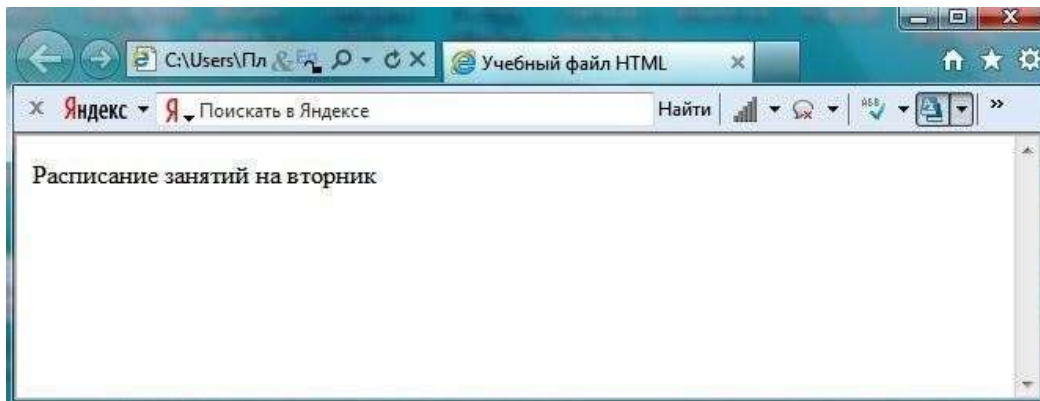 C:\Users\Пл
Учебный файл HTML
Яндекс Я Поискать в Яндексе Найти
Расписание занятий на вторник